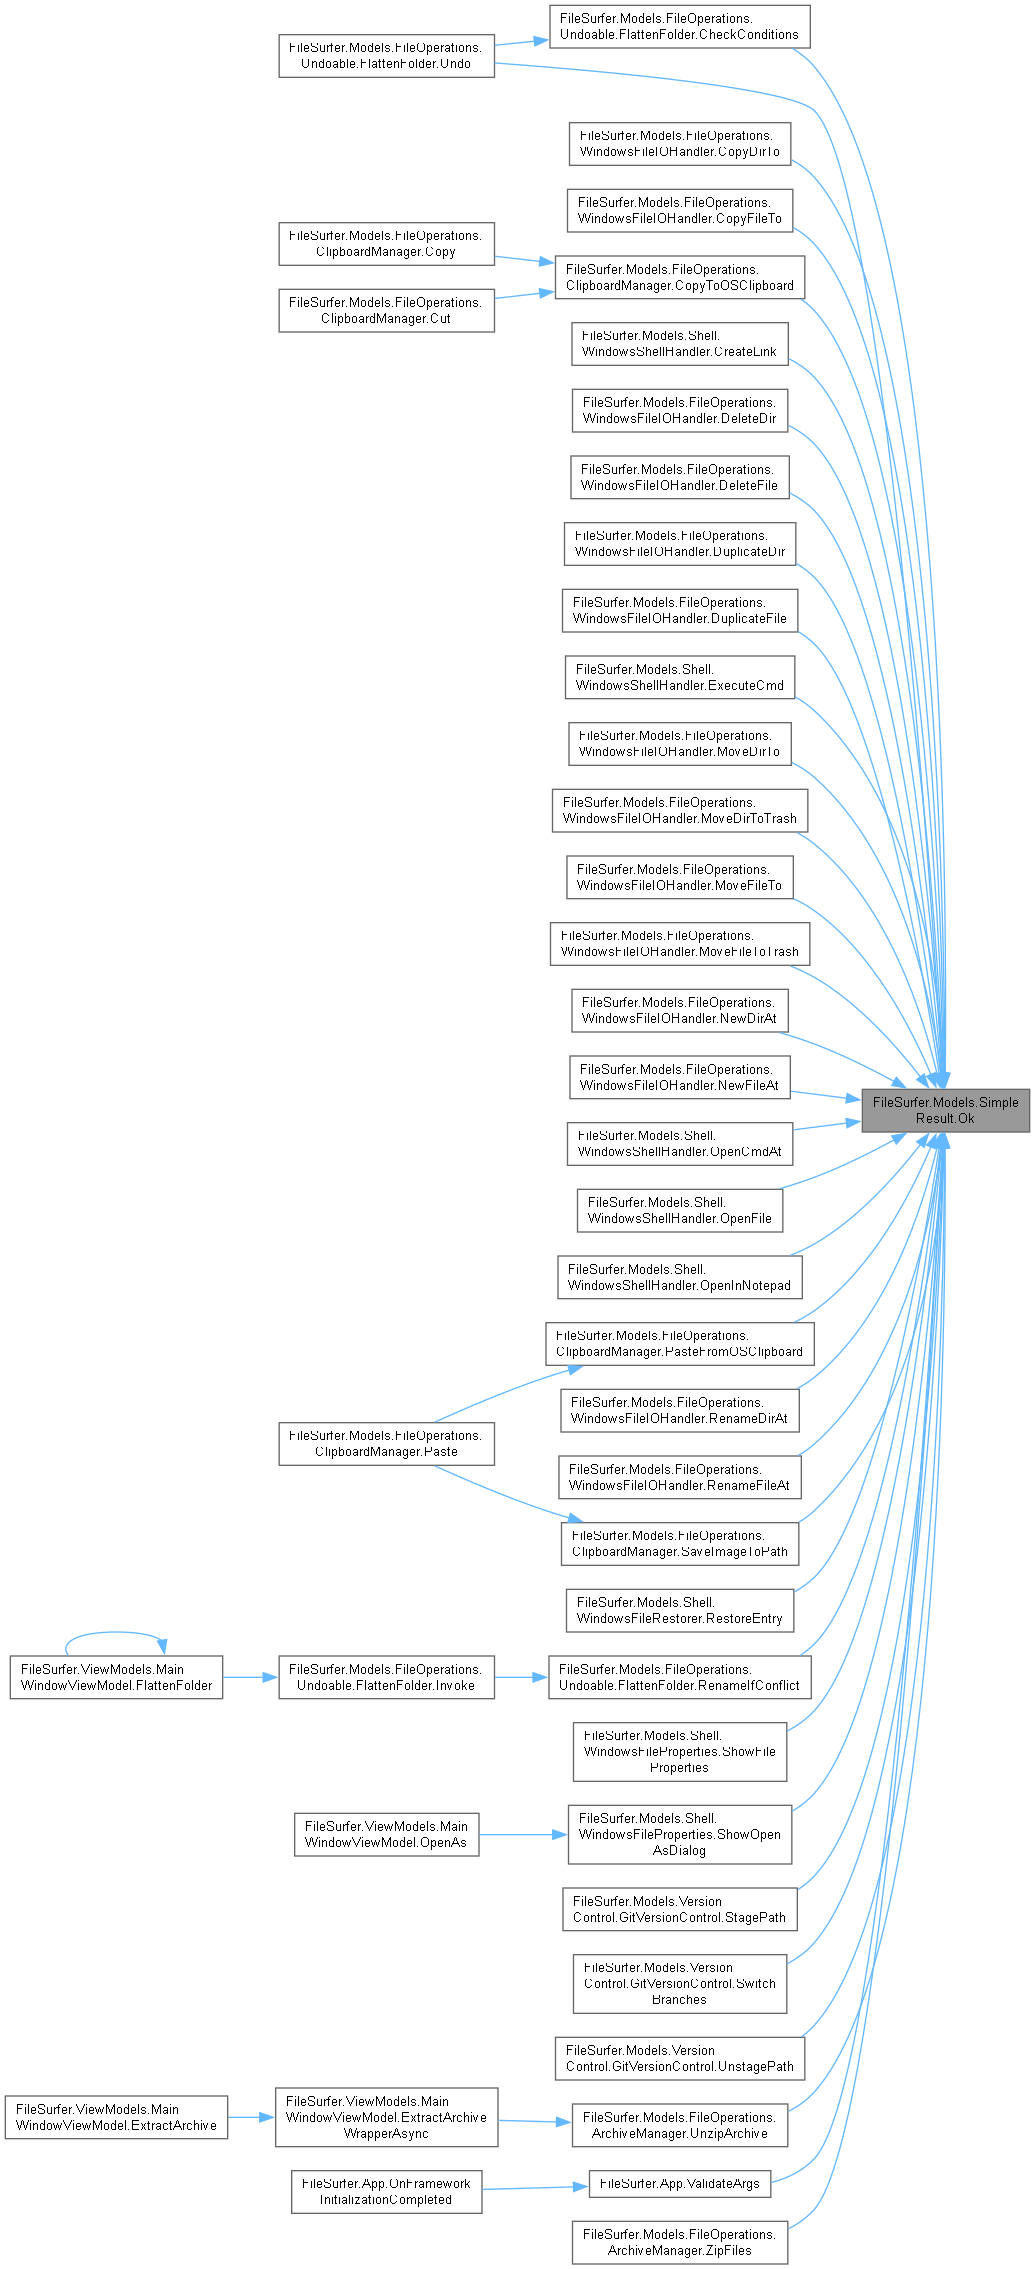 FileSurfer.Models.FileOperations.
Undoable.FlattenFolder.CheckConditions
FileSurfer.Models.FileOperations.
Undoable.FlattenFolder.Undo
FileSurfer.Models.FileOperations.
WindowsFileIOHandler.CopyDirTo
FileSurfer.Models.FileOperations.
WindowsFileIOHandler.CopyFileTo
FileSurfer.Models.FileOperations.
ClipboardManager.Copy
FileSurfer.Models.FileOperations.
ClipboardManager.CopyToOSClipboard
FileSurfer.Models.FileOperations.
ClipboardManager.Cut
FileSurfer.Models.Shell.
WindowsShellHandler.CreateLink
FileSurfer.Models.FileOperations.
WindowsFileIOHandler.DeleteDir
FileSurfer.Models.FileOperations.
WindowsFileIOHandler.DeleteFile
FileSurfer.Models.FileOperations.
WindowsFileIOHandler.DuplicateDir
FileSurfer.Models.FileOperations.
WindowsFileIOHandler.DuplicateFile
FileSurfer.Models.Shell.
WindowsShellHandler.ExecuteCmd
FileSurfer.Models.FileOperations.
WindowsFileIOHandler.MoveDirTo
FileSurfer.Models.FileOperations.
WindowsFileIOHandler.MoveDirToTrash
FileSurfer.Models.FileOperations.
WindowsFileIOHandler.MoveFileTo
FileSurfer.Models.FileOperations.
WindowsFileIOHandler.MoveFileToTrash
FileSurfer.Models.FileOperations.
WindowsFileIOHandler.NewDirAt
FileSurfer.Models.FileOperations.
WindowsFileIOHandler.NewFileAt
FileSurfer.Models.Simple
Result.Ok
FileSurfer.Models.Shell.
WindowsShellHandler.OpenCmdAt
FileSurfer.Models.Shell.
WindowsShellHandler.OpenFile
FileSurfer.Models.Shell.
WindowsShellHandler.OpenInNotepad
FileSurfer.Models.FileOperations.
ClipboardManager.PasteFromOSClipboard
FileSurfer.Models.FileOperations.
WindowsFileIOHandler.RenameDirAt
FileSurfer.Models.FileOperations.
ClipboardManager.Paste
FileSurfer.Models.FileOperations.
WindowsFileIOHandler.RenameFileAt
FileSurfer.Models.FileOperations.
ClipboardManager.SaveImageToPath
FileSurfer.Models.Shell.
WindowsFileRestorer.RestoreEntry
FileSurfer.ViewModels.Main
WindowViewModel.FlattenFolder
FileSurfer.Models.FileOperations.
Undoable.FlattenFolder.Invoke
FileSurfer.Models.FileOperations.
Undoable.FlattenFolder.RenameIfConflict
FileSurfer.Models.Shell.
WindowsFileProperties.ShowFile
Properties
FileSurfer.ViewModels.Main
WindowViewModel.OpenAs
FileSurfer.Models.Shell.
WindowsFileProperties.ShowOpen
AsDialog
FileSurfer.Models.Version
Control.GitVersionControl.StagePath
FileSurfer.Models.Version
Control.GitVersionControl.Switch
Branches
FileSurfer.Models.Version
Control.GitVersionControl.UnstagePath
FileSurfer.ViewModels.Main
WindowViewModel.ExtractArchive
FileSurfer.ViewModels.Main
WindowViewModel.ExtractArchive
WrapperAsync
FileSurfer.Models.FileOperations.
ArchiveManager.UnzipArchive
FileSurfer.App.OnFramework
InitializationCompleted
FileSurfer.App.ValidateArgs
FileSurfer.Models.FileOperations.
ArchiveManager.ZipFiles